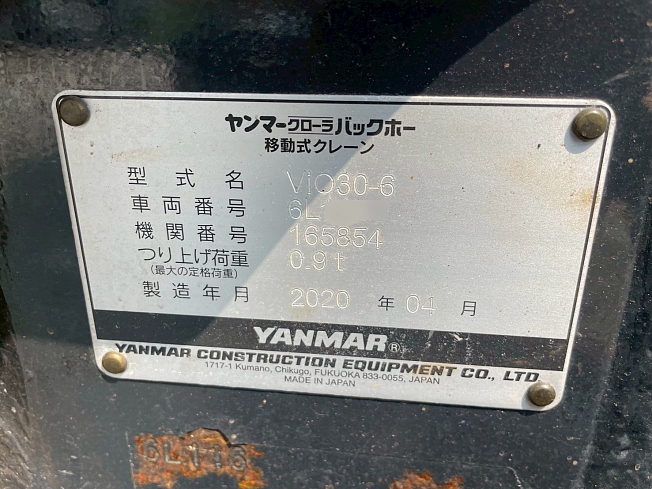 ヤンマークローラバックホー
移動式クレーン
型式名 ViO30-6
車両番号 6L
機関番号 165854
つり上げ荷重 0.9t
(最大の定格荷重)
製造年月 2020 年 04 月
YANMAR®
YANMAR CONSTRUCTION EQUIPMENT CO., LTD.
1717-1 Kumano, Chikugo, FUKUOKA 833-0055, JAPAN
MADE IN JAPAN